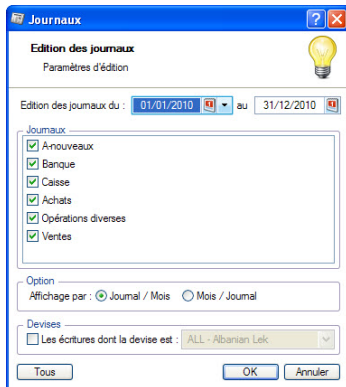 Journaux
Edition des journaux
Paramètres d'édition
Edition des journaux du : 01/01/2010 au 31/12/2010
Journaux
A-nouveaux
Banque
Caisse
Achats
Opérations diverses
Ventes
Option
Affichage par : Journal / Mois Mois / Journal
Devises
Les écritures dont la devise est : ALL - Albanian Lek
Tous OK Annuler